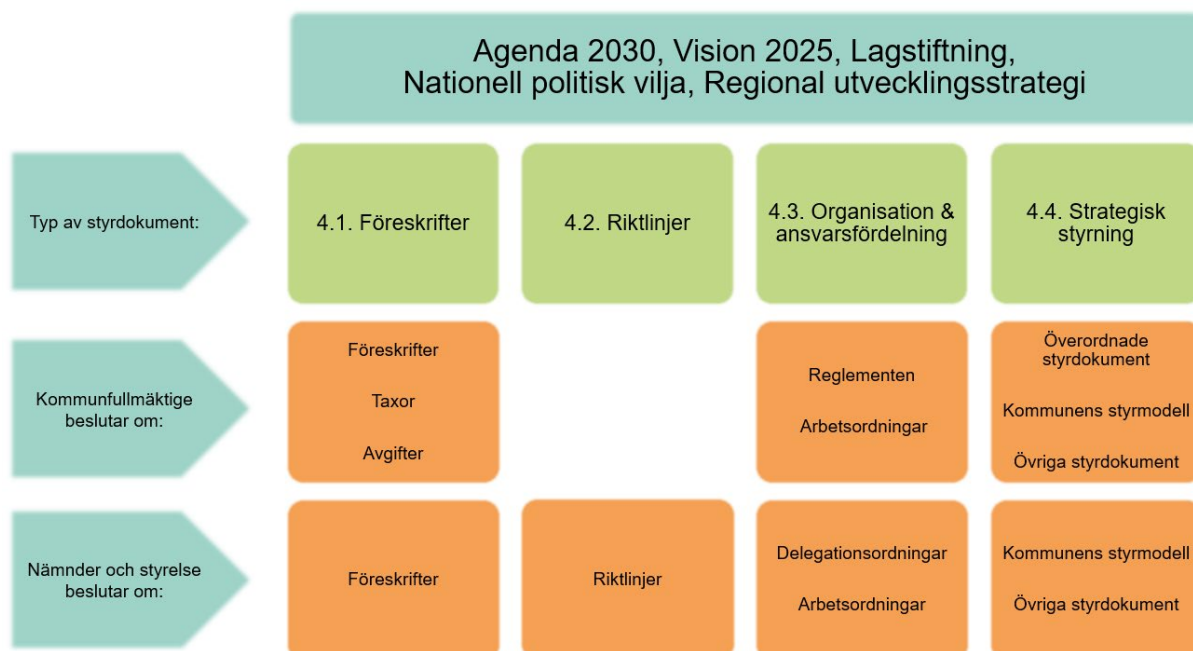 Agenda 2030, Vision 2025, Lagstiftning,
Nationell politisk vilja, Regional utvecklingsstrategi
Typ av styrdokument:
4.1. Föreskrifter
4.2. Riktlinjer
4.3. Organisation &
ansvarsfördelning
4.4. Strategisk
styrning
Kommunfullmäktige
beslutar om:
Föreskrifter
Taxor
Avgifter
Reglementen
Arbetsordningar
Överordnade
styrdokument
Kommunens styrmodell
Övriga styrdokument
Nämnder och styrelse
beslutar om:
Föreskrifter
Riktlinjer
Delegationsordningar
Arbetsordningar
Kommunens styrmodell
Övriga styrdokument